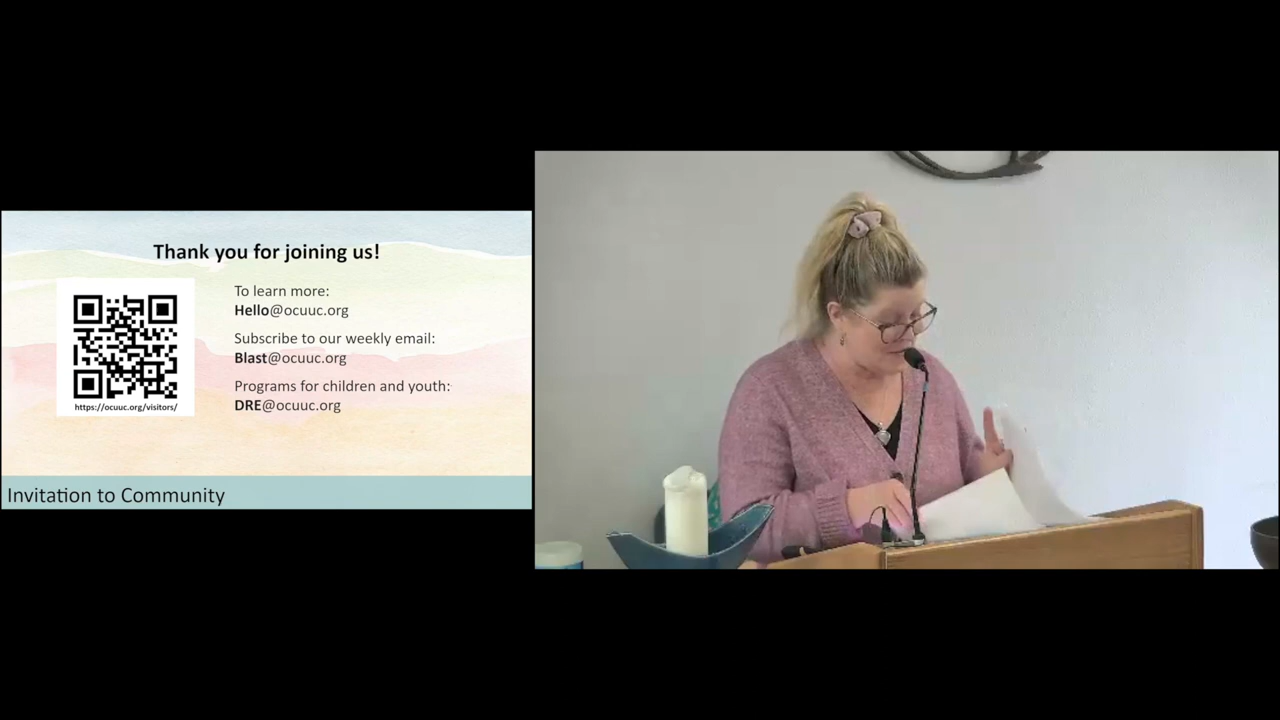 Thank you for joining us!
To learn more:
Hello@ocuuc.org
Subscribe to our weekly email:
Blast@ocuuc.org
Programs for children and youth:
DRE@ocuuc.org
https://ocuuc.org/visitors/
Invitation to Community